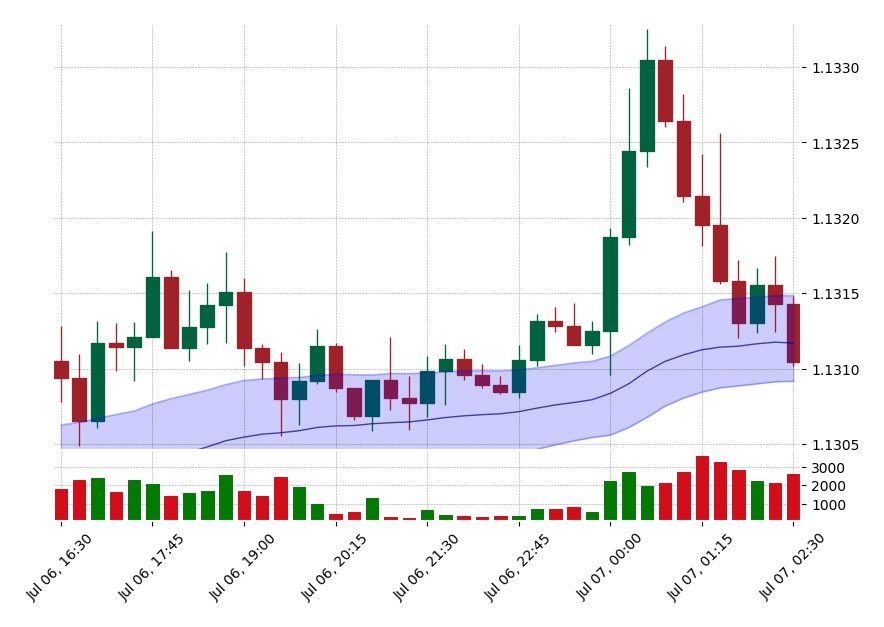 1.1330
1.1325
1.1320
1.1315
1.1310
1.1305
3000
2000
1000
Jul 06, 16:30
Jul 06, 17:45
Jul 06, 19:00
Jul 06, 20:15
Jul 06, 21:30
Jul 06, 22:45
Jul 07, 00:00
Jul 07, 01:15
Jul 07, 02:30